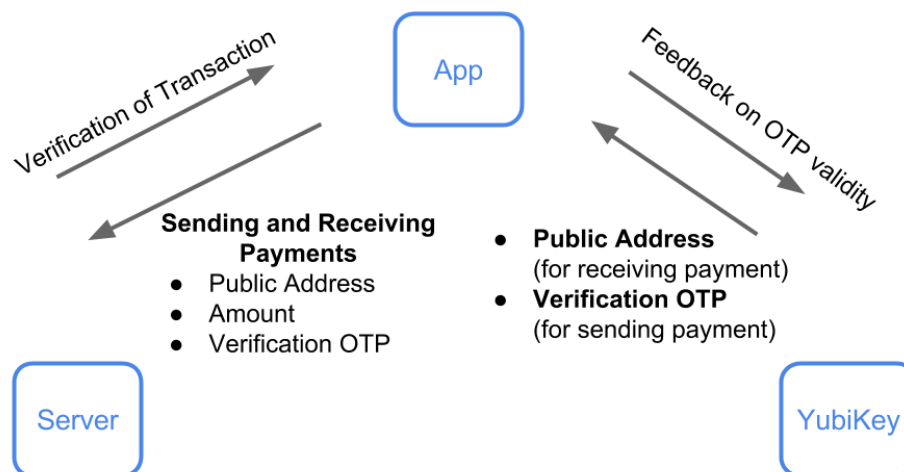 App
Verification of Transaction
Feedback on OTP validity
Sending and Receiving
Payments
● Public Address
● Amount
● Verification OTP
● Public Address
(for receiving payment)
● Verification OTP
(for sending payment)
Server
YubiKey